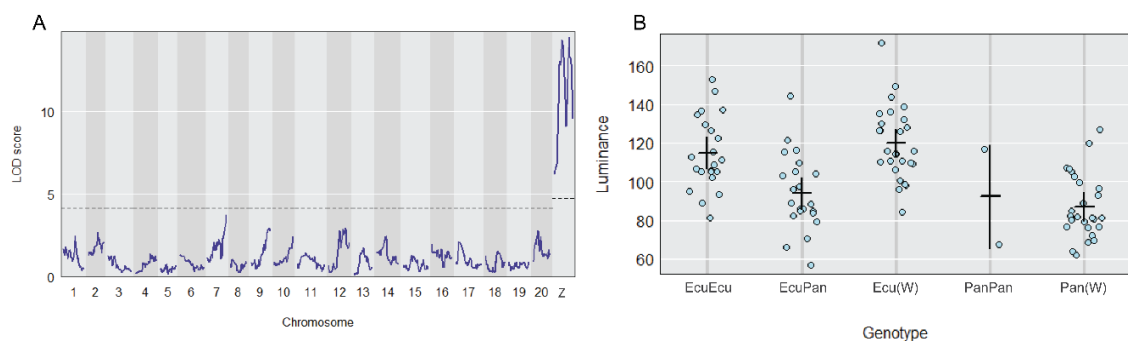 A
LOD score
10
5
0
1 2 3 4 5 6 7 8 9 10 11 12 13 14 15 16 17 18 19 20 Z
Chromosome
B
Luminance
160
140
120
100
80
60
EcuEcu EcuPan Ecu(W) PanPan Pan(W)
Genotype